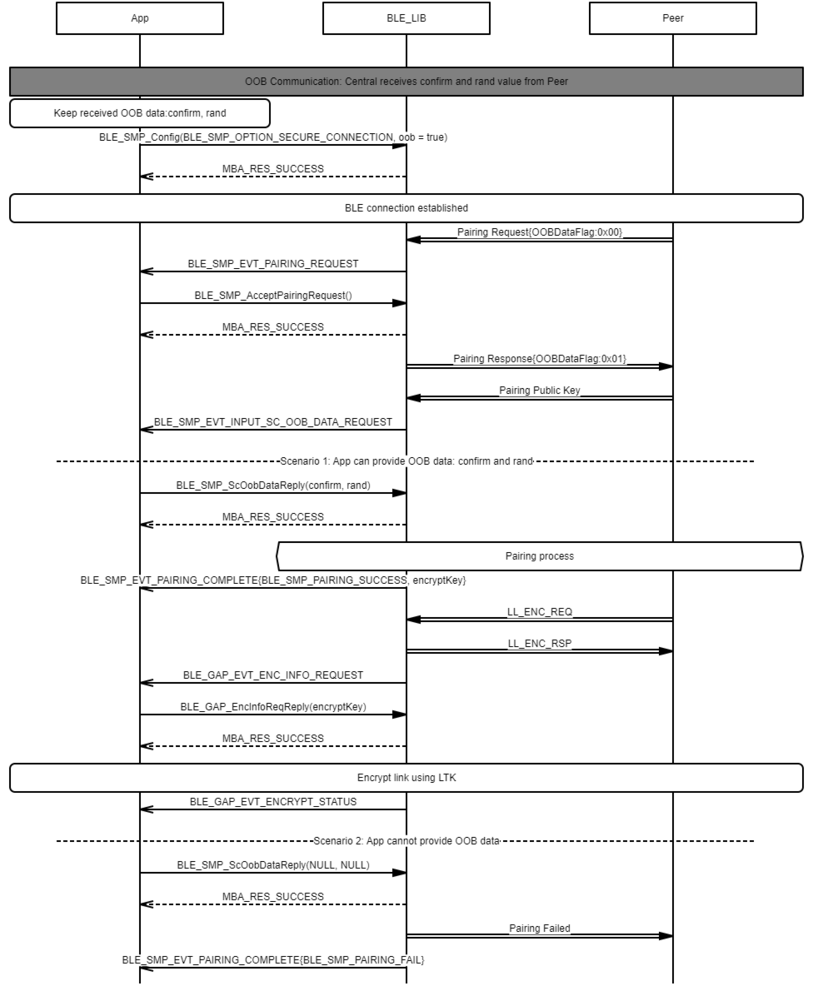 App
BLE_LIB
Peer
OOB Communication: Central receives confirm and rand value from Peer
Keep received OOB data:confirm, rand
BLE_SMP_Config(BLE_SMP_OPTION_SECURE_CONNECTION, oob = true)
MBA_RES_SUCCESS
BLE connection established
Pairing Request{OOBDataFlag:0x00}
BLE_SMP_EVT_PAIRING_REQUEST
BLE_SMP_AcceptPairingRequest()
MBA_RES_SUCCESS
Pairing Response{OOBDataFlag:0x01}
Pairing Public Key
BLE_SMP_EVT_INPUT_SC_OOB_DATA_REQUEST
Scenario 1: App can provide OOB data: confirm and rand
BLE_SMP_ScOobDataReply(confirm, rand)
MBA_RES_SUCCESS
Pairing process
BLE_SMP_EVT_PAIRING_COMPLETE{BLE_SMP_PAIRING_SUCCESS, encryptKey}
LL_ENC_REQ
LL_ENC_RSP
BLE_GAP_EVT_ENC_INFO_REQUEST
BLE_GAP_EncInfoReqReply(encryptKey)
MBA_RES_SUCCESS
Encrypt link using LTK
BLE_GAP_EVT_ENCRYPT_STATUS
Scenario 2: App cannot provide OOB data
BLE_SMP_ScOobDataReply(NULL, NULL)
MBA_RES_SUCCESS
Pairing Failed
BLE_SMP_EVT_PAIRING_COMPLETE{BLE_SMP_PAIRING_FAIL}